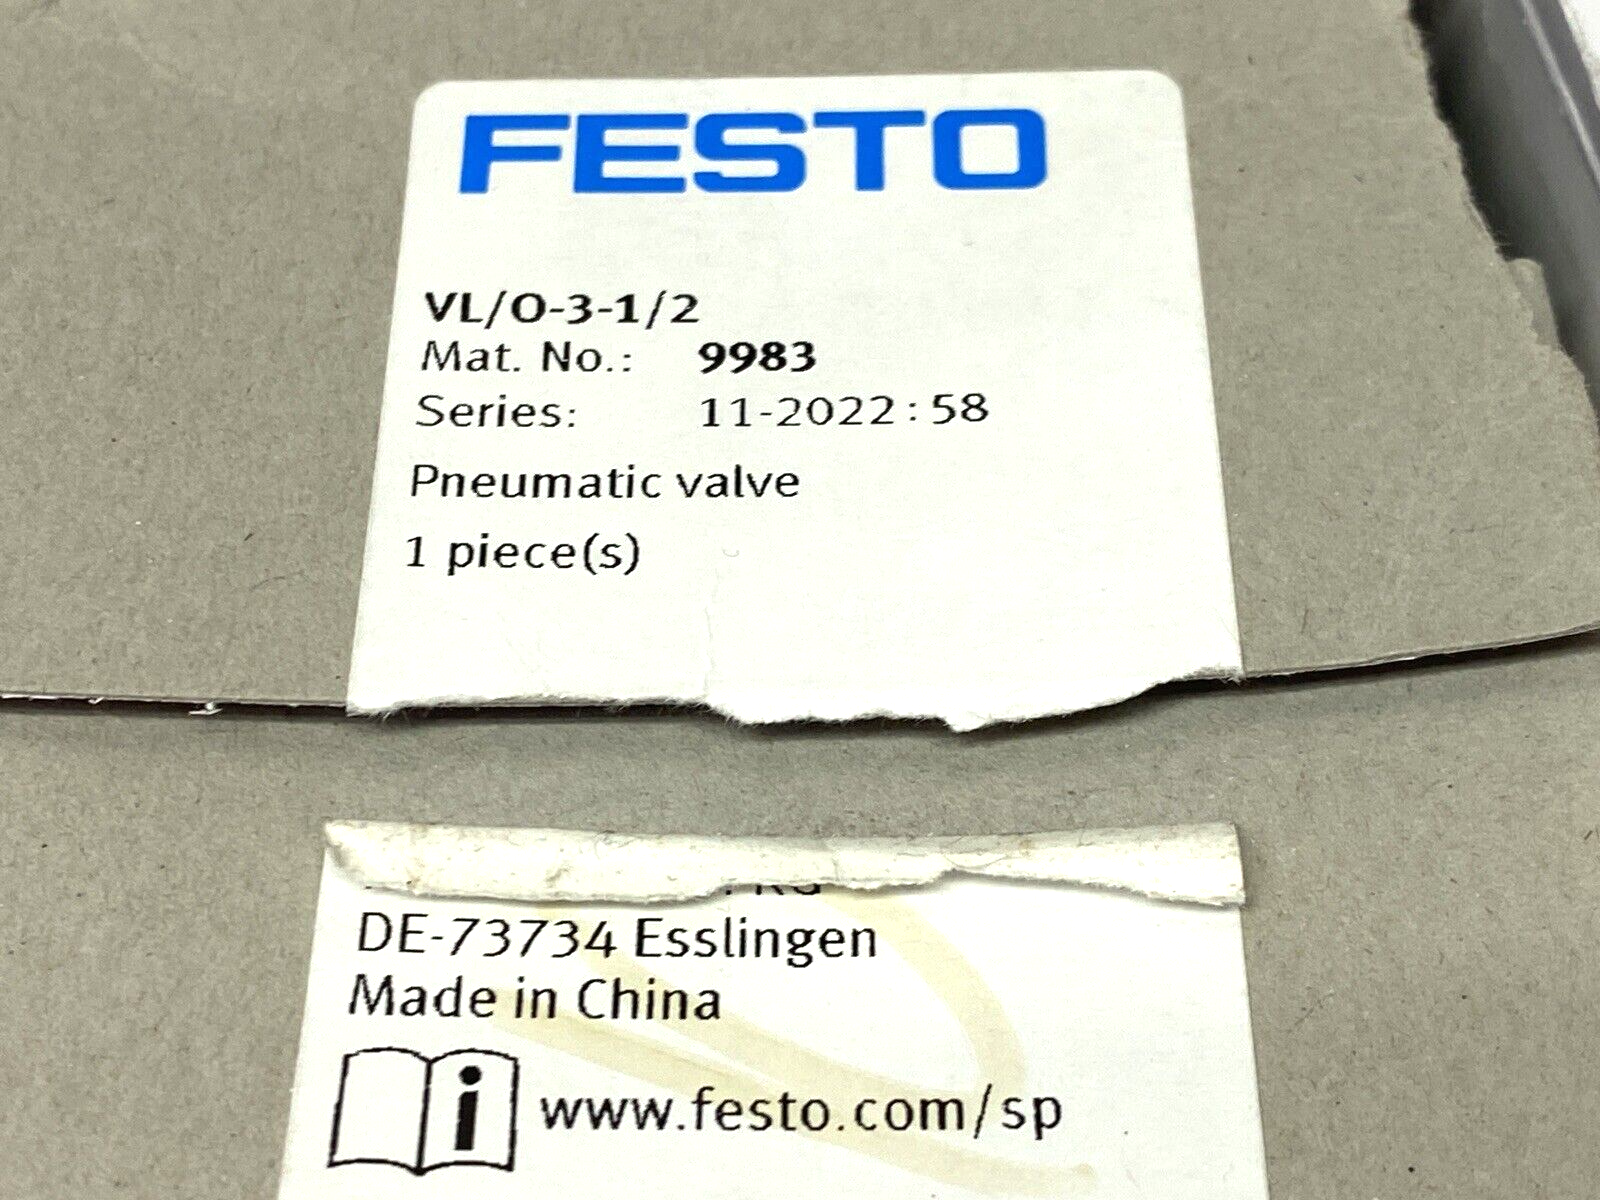 FESTO
VL/O-3-1/2
Mat. No.: 9983
Series: 11-2022:58
Pneumatic valve
1 piece(s)
KG
DE-73734 Esslingen
Made in China
i www.festo.com/sp